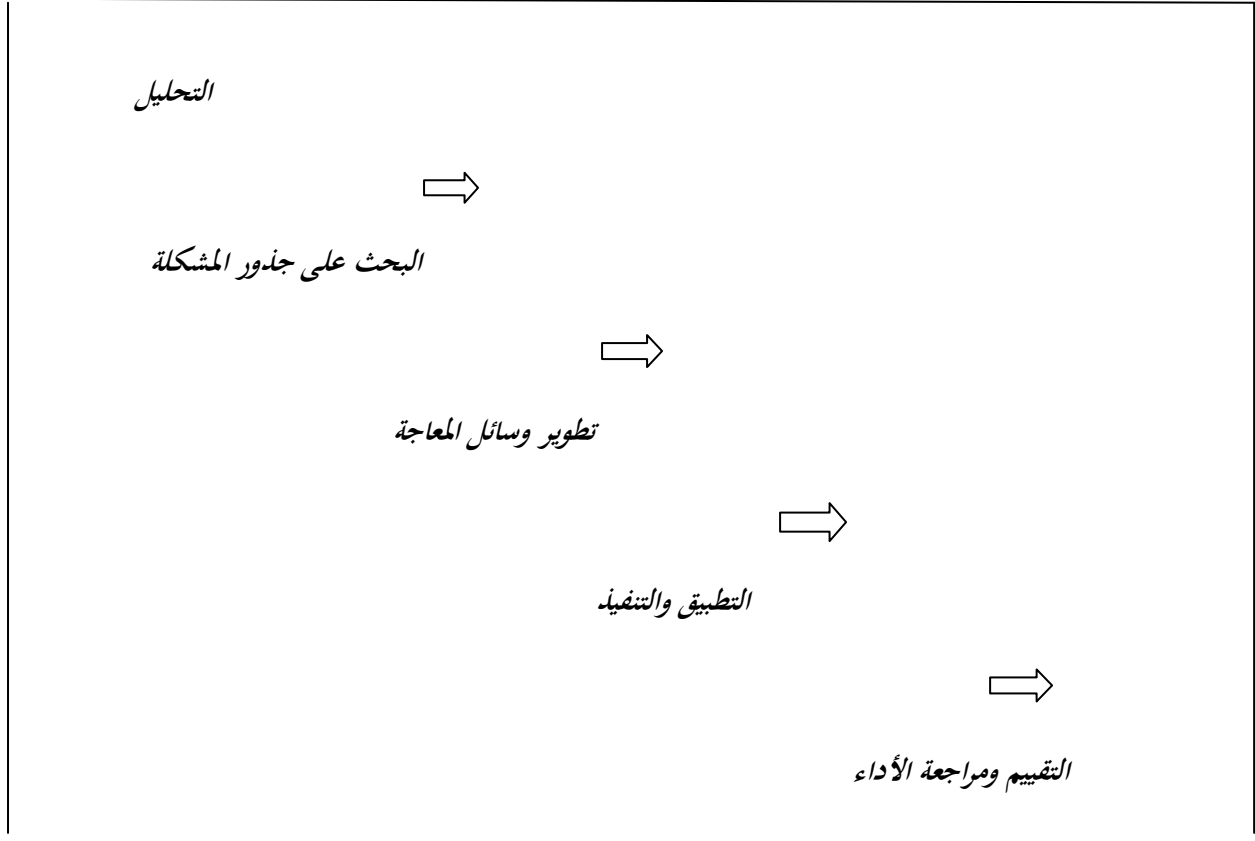 التحليل
البحث على جذور المشكلة
تطوير وسائل المعاجة
التطبيق والتنفيذ
التقييم ومراجعة الأداء